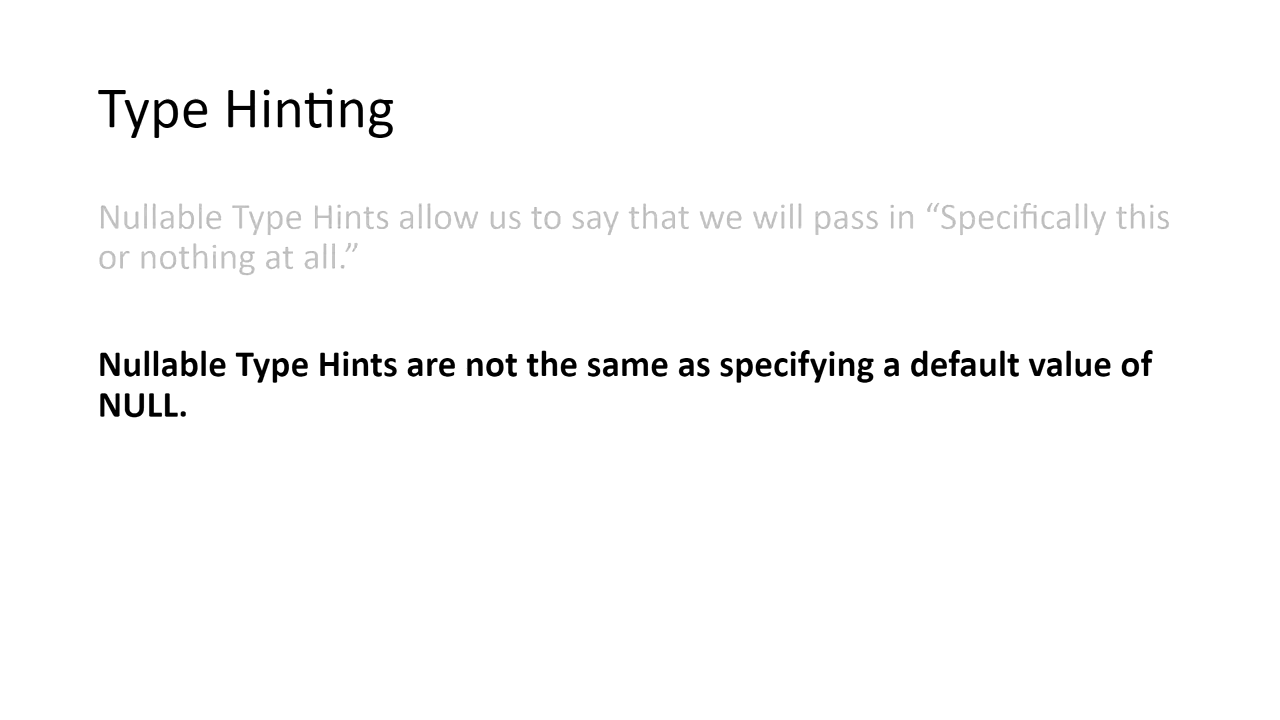 Type Hinting
Nullable Type Hints allow us to say that we will pass in “Specifically this
or nothing at all.”
Nullable Type Hints are not the same as specifying a default value of
NULL.